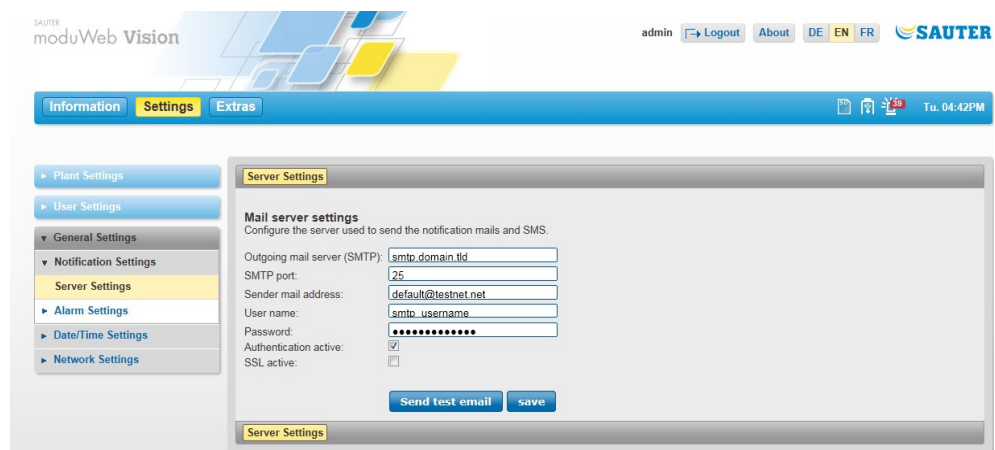 SAUTER
moduWeb Vision
admin Logout About DE EN FR SAUTER
Information Settings Extras 39 Tu. 04:42PM
Plant Settings
User Settings
General Settings
Notification Settings
Server Settings
Alarm Settings
Date/Time Settings
Network Settings
Server Settings
Mail server settings
Configure the server used to send the notification mails and SMS.
Outgoing mail server (SMTP): smtp.domain.tld
SMTP port: 25
Sender mail address: default@testnet.net
User name: smtp_username
Password: •••••••••••••
Authentication active:
SSL active:
Send test email save
Server Settings